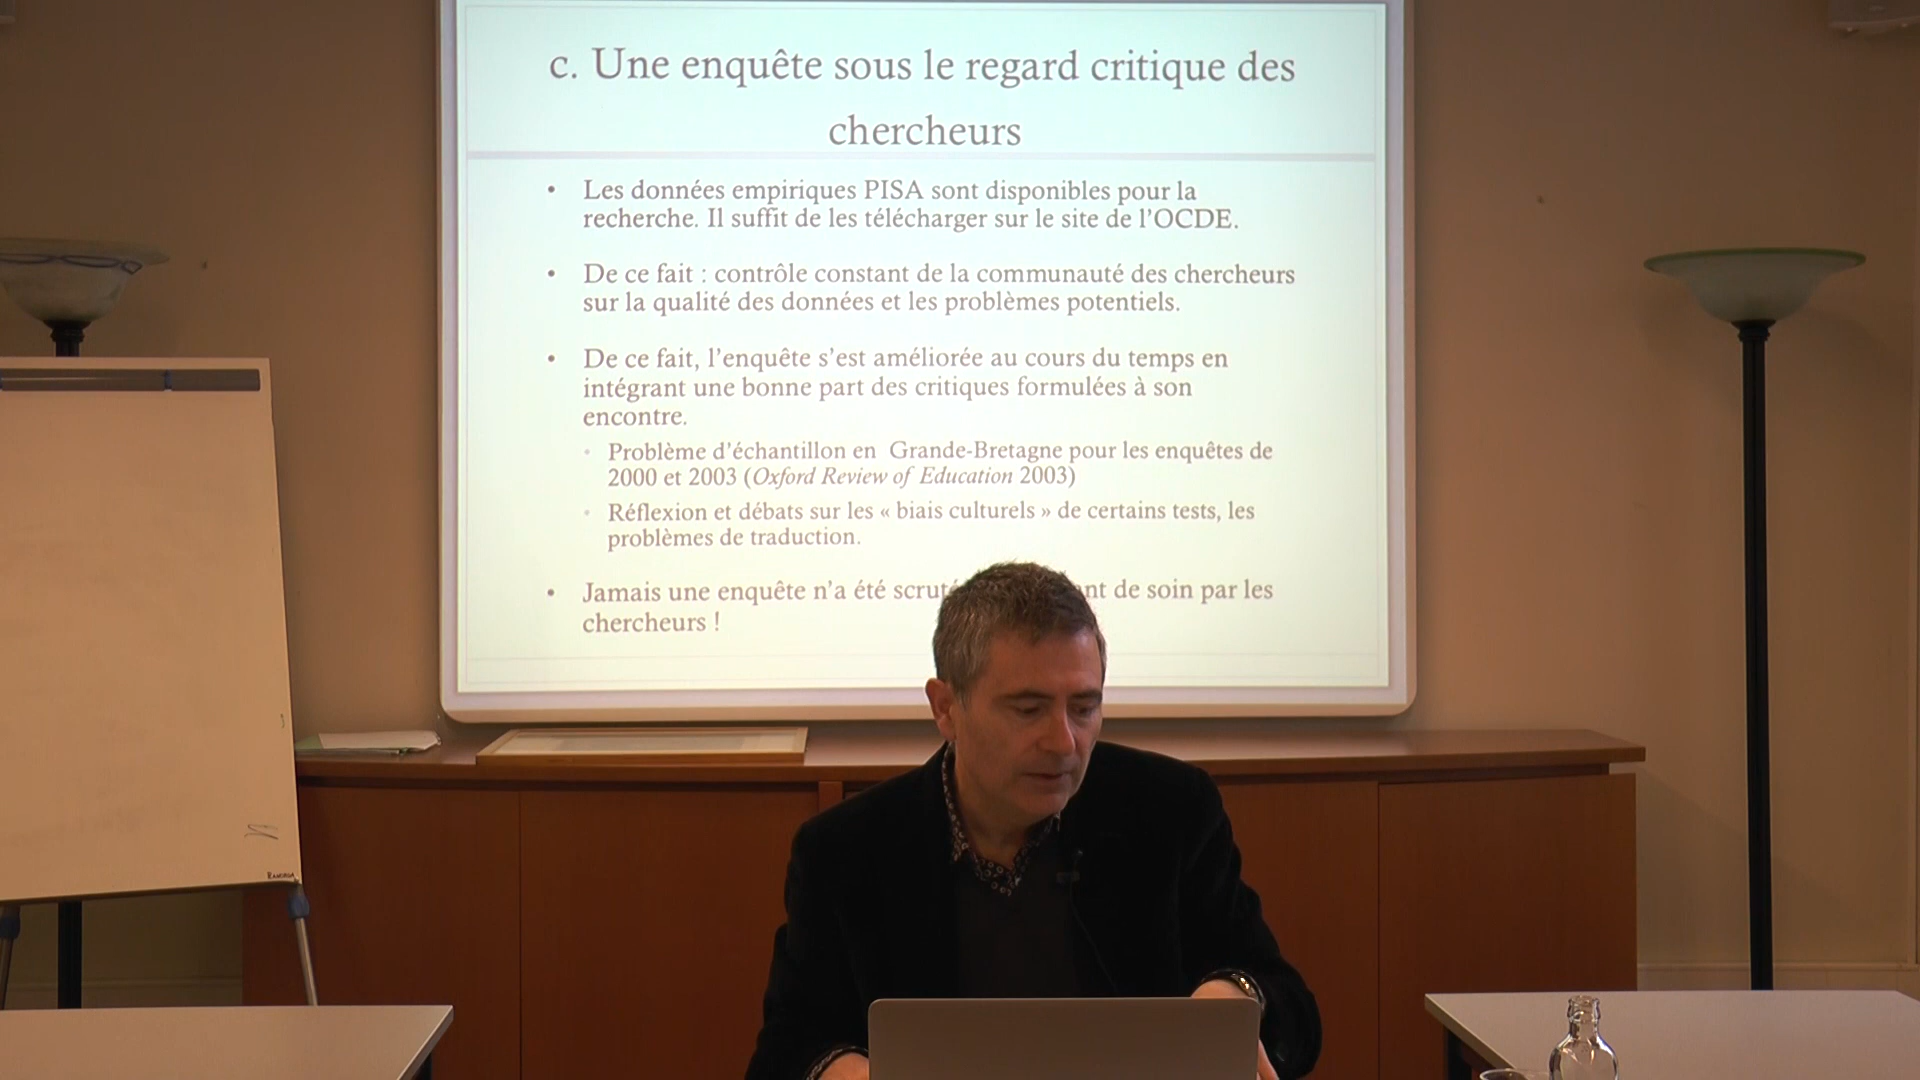 c. Une enquête sous le regard critique des
chercheurs
• Les données empiriques PISA sont disponibles pour la
recherche. Il suffit de les télécharger sur le site de l'OCDE.
• De ce fait : contrôle constant de la communauté des chercheurs
sur la qualité des données et les problèmes potentiels.
• De ce fait, l'enquête s'est améliorée au cours du temps en
intégrant une bonne part des critiques formulées à son
encontre.
• Problème d'échantillon en Grande-Bretagne pour les enquêtes de
2000 et 2003 (Oxford Review of Education 2003)
• Réflexion et débats sur les « biais culturels » de certains tests, les
problèmes de traduction.
• Jamais une enquête n'a été de soin par les
chercheurs !